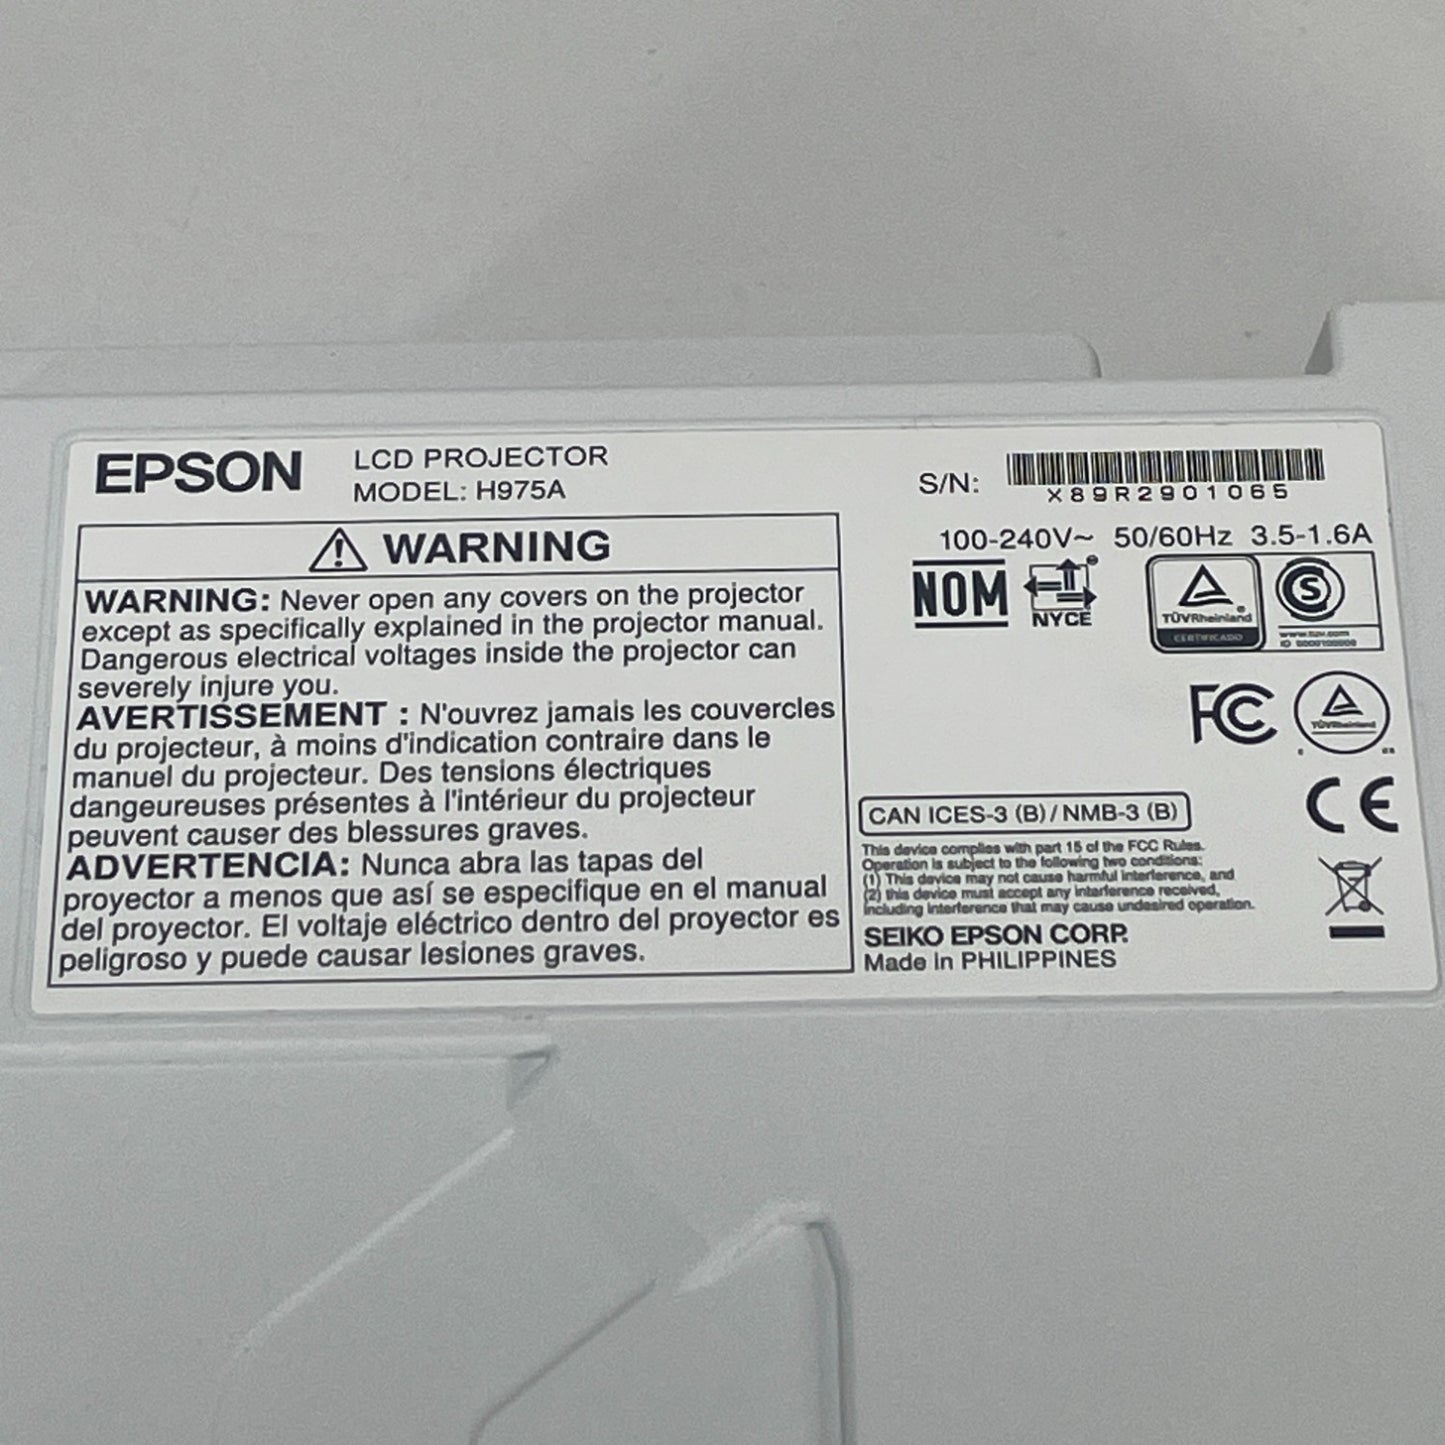 EPSON
LCD PROJECTOR
MODEL: H975A
WARNING
WARNING: Never open any covers on the projector
except as specifically explained in the projector manual.
Dangerous electrical voltages inside the projector can
severely injure you.
AVERTISSEMENT : N'ouvrez jamais les couvercles
du projecteur, à moins d'indication contraire dans le
manuel du projecteur. Des tensions électriques
dangeureuses présentes à l'intérieur du projecteur
peuvent causer des blessures graves.
ADVERTENCIA: Nunca abra las tapas del
proyector a menos que así se especifique en el manual
del proyector. El voltaje eléctrico dentro del proyector es
peligroso y puede causar lesiones graves.
S/N:
X89R2901065
100-240V~ 50/60Hz 3.5-1.6A
NOM
NYCE
TÜVRheinland
CERTIFICADO
S
www.tuv.com
ID
FC
TÜVRheinland
CE
CAN ICES-3 (B) / NMB-3 (B)
This device complies with part 15 of the FCC Rules.
Operation is subject to the following two conditions:
(1) This device may not cause harmful interference, and
(2) this device must accept any interference received,
including interference that may cause undesired operation.
SEIKO EPSON CORP.
Made in PHILIPPINES